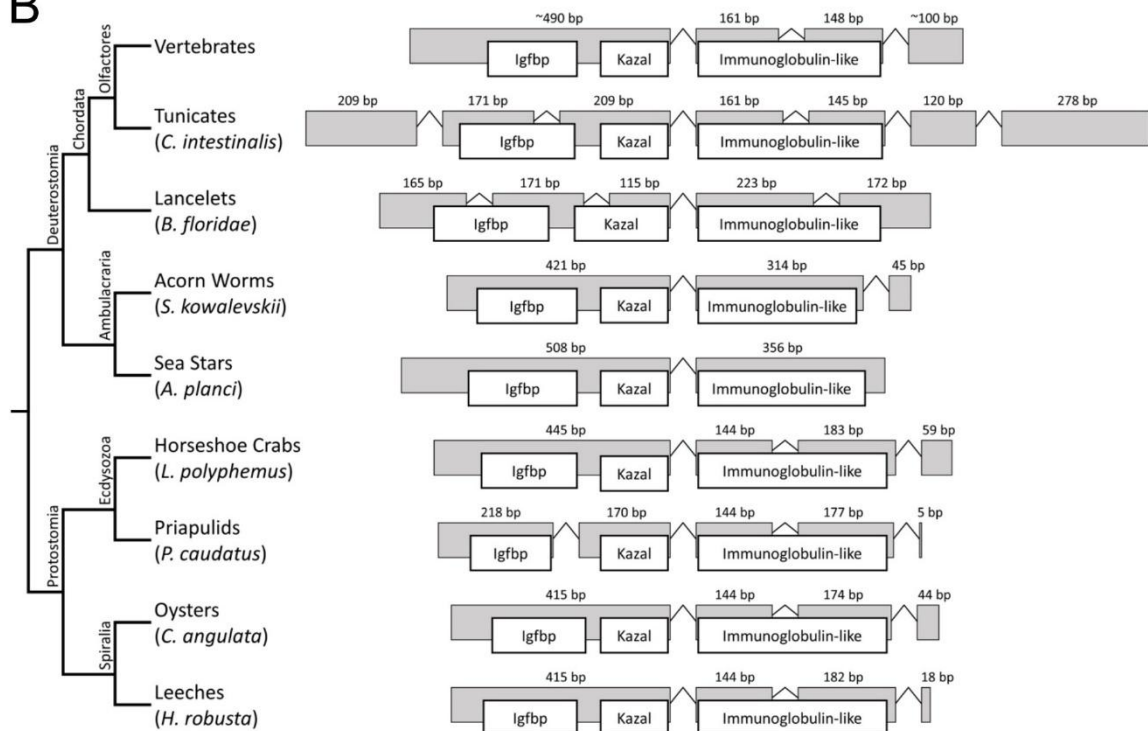 B
~490 bp 161 bp 148 bp ~100 bp
Vertebrates
Igfbp Kazal Immunoglobulin-like
Olfactores
209 bp 171 bp 209 bp 161 bp 145 bp 120 bp 278 bp
Tunicates
(C. intestinalis)
Igfbp Kazal Immunoglobulin-like
Chordata
165 bp 171 bp 115 bp 223 bp 172 bp
Lancelets
(B. floridae)
Igfbp Kazal Immunoglobulin-like
Deuterostomia
421 bp 314 bp 45 bp
Acorn Worms
(S. kowalevskii)
Igfbp Kazal Immunoglobulin-like
Ambulacraria
508 bp 356 bp
Sea Stars
(A. planci)
Igfbp Kazal Immunoglobulin-like
445 bp 144 bp 183 bp 59 bp
Horseshoe Crabs
(L. polyphemus)
Igfbp Kazal Immunoglobulin-like
Ecdysozoa
218 bp 170 bp 144 bp 177 bp 5 bp
Priapulids
(P. caudatus)
Igfbp Kazal Immunoglobulin-like
Protostomia
415 bp 144 bp 174 bp 44 bp
Oysters
(C. angulata)
Igfbp Kazal Immunoglobulin-like
Spiralia
415 bp 144 bp 182 bp 18 bp
Leeches
(H. robusta)
Igfbp Kazal Immunoglobulin-like